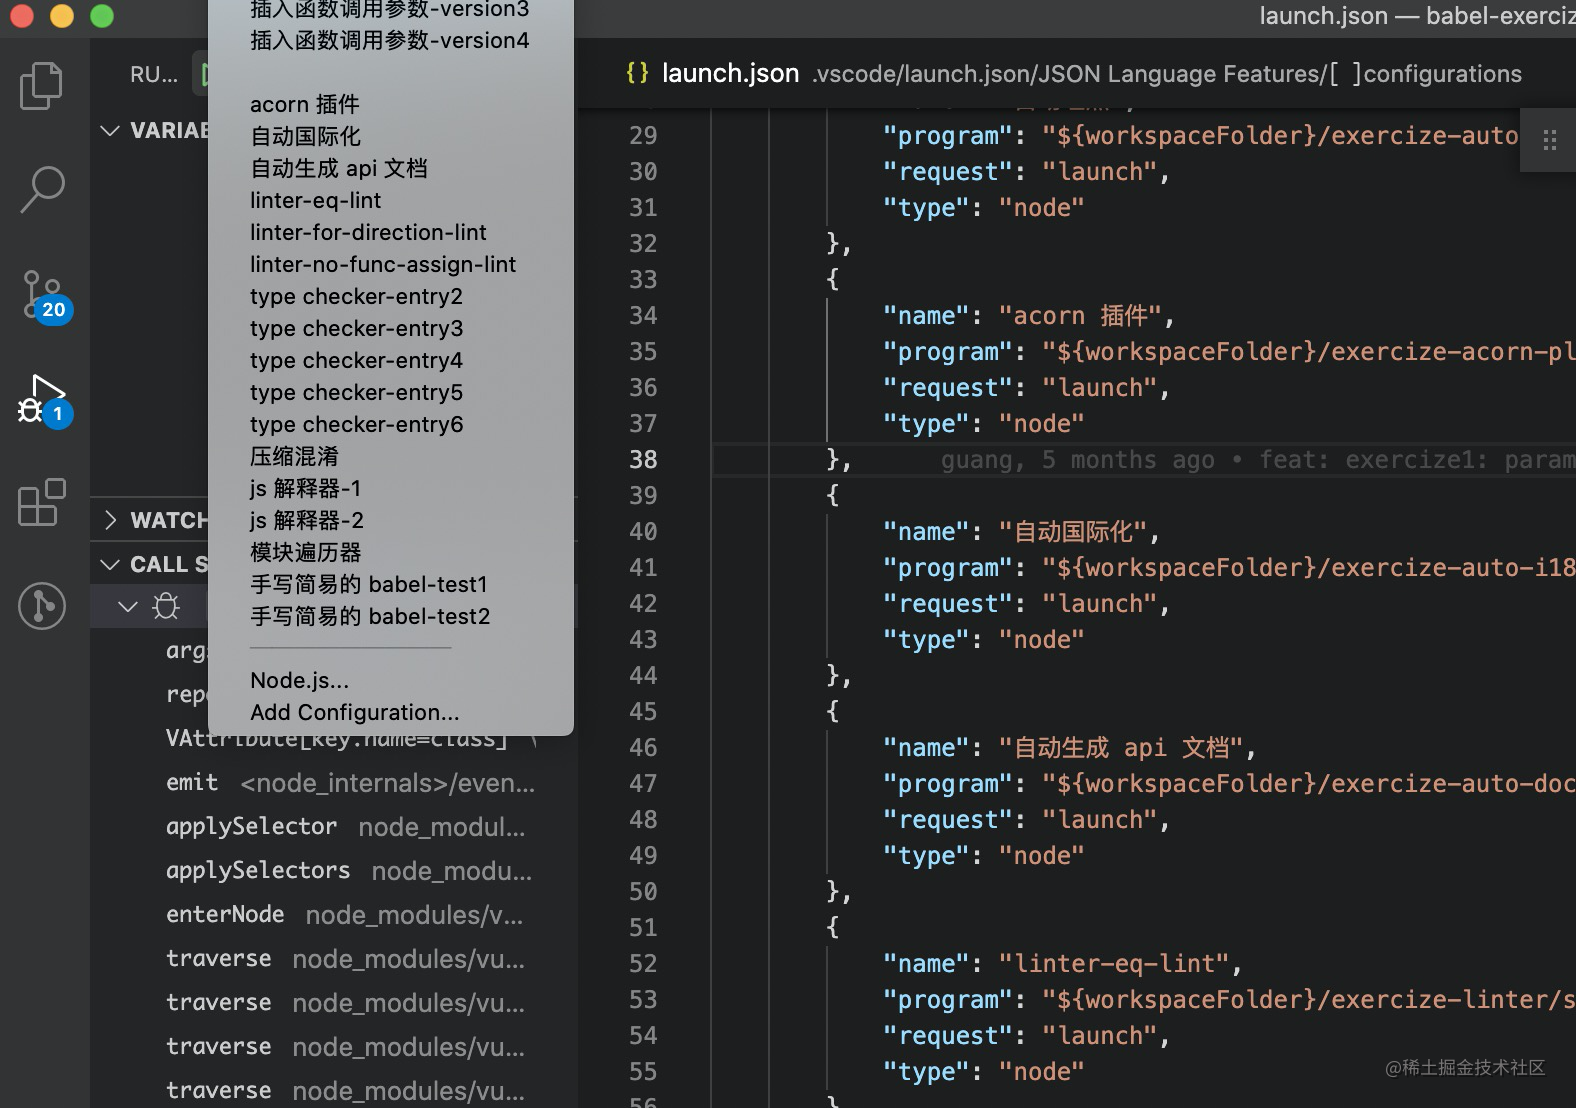 launch.json — babel-exerciz
插入函数调用参数-version3
插入函数调用参数-version4
acorn 插件
自动国际化
自动生成 api 文档
linter-eq-lint
linter-for-direction-lint
linter-no-func-assign-lint
type checker-entry2
type checker-entry3
type checker-entry4
type checker-entry5
type checker-entry6
压缩混淆
js 解释器-1
js 解释器-2
模块遍历器
手写简易的 babel-test1
手写简易的 babel-test2
Node.js...
Add Configuration...
20
1
RU...
VARIAB
WATCH
CALL S
arg
rep
VAttribute[key.name=class]
emit <node_internals>/even...
applySelector node_modul...
applySelectors node_modu...
enterNode node_modules/v...
traverse node_modules/vu...
traverse node_modules/vu...
traverse node_modules/vu...
traverse node_modules/vu...
{} launch.json .vscode/launch.json/JSON Language Features/[ ]configurations
29 "program": "${workspaceFolder}/exercize-auto
30 "request": "launch",
31 "type": "node"
32 },
33 {
34 "name": "acorn 插件",
35 "program": "${workspaceFolder}/exercize-acorn-pl
36 "request": "launch",
37 "type": "node"
38 }, guang, 5 months ago • feat: exercize1: param
39 {
40 "name": "自动国际化",
41 "program": "${workspaceFolder}/exercize-auto-i18
42 "request": "launch",
43 "type": "node"
44 },
45 {
46 "name": "自动生成 api 文档",
47 "program": "${workspaceFolder}/exercize-auto-doc
48 "request": "launch",
49 "type": "node"
50 },
51 {
52 "name": "linter-eq-lint",
53 "program": "${workspaceFolder}/exercize-linter/s
54 "request": "launch",
55 "type": "node"
56 }
@稀土掘金技术社区